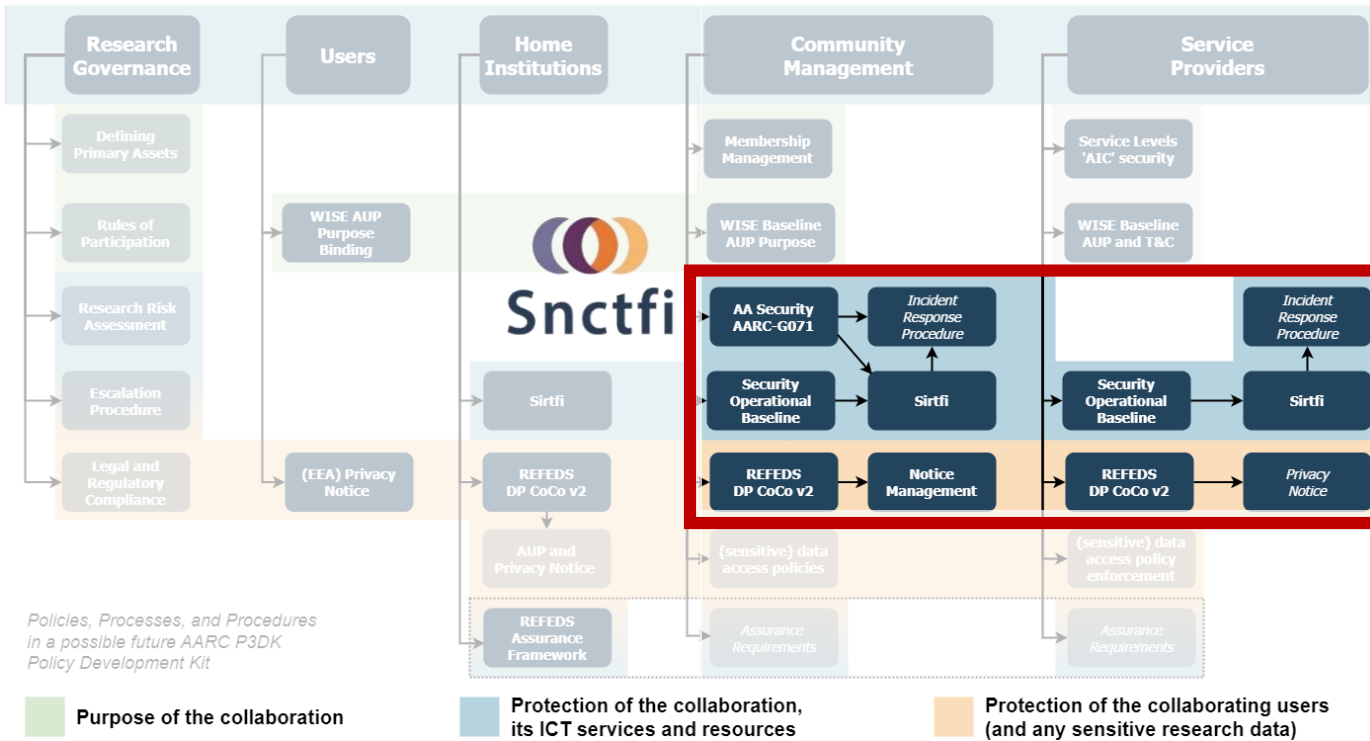 Research
Governance
Users
Home
Institutions
Community
Management
Service
Providers
Defining
Primary Assets
Membership
Management
Service Levels
'AIC' security
Rules of
Participation
WISE AUP
Purpose
Binding
WISE Baseline
AUP Purpose
WISE Baseline
AUP and T&C
Snctfi
Research Risk
Assessment
AA Security
AARC-G071
Incident
Response
Procedure
Incident
Response
Procedure
Escalation
Procedure
Sirtfi
Security
Operational
Baseline
Sirtfi
Security
Operational
Baseline
Sirtfi
Legal and
Regulatory
Compliance
(EEA) Privacy
Notice
REFEDS
DP CoCo v2
REFEDS
DP CoCo v2
Notice
Management
REFEDS
DP CoCo v2
Privacy
Notice
AUP and
Privacy Notice
(sensitive) data
access policies
(sensitive) data
access policy
enforcement
Policies, Processes, and Procedures
in a possible future AARC P3DK
Policy Development Kit
REFEDS
Assurance
Framework
Assurance
Requirements
Assurance
Requirements
Purpose of the collaboration
Protection of the collaboration,
its ICT services and resources
Protection of the collaborating users
(and any sensitive research data)